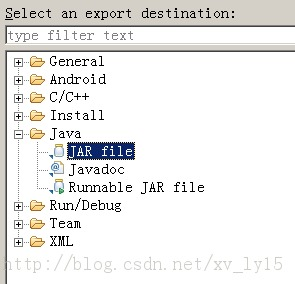 Select an export destination:
type filter text
General
Android
C/C++
Install
Java
JAR file
Javadoc
Runnable JAR file
Run/Debug
Team
XML
http://blog.csdn.net/xv_ly15